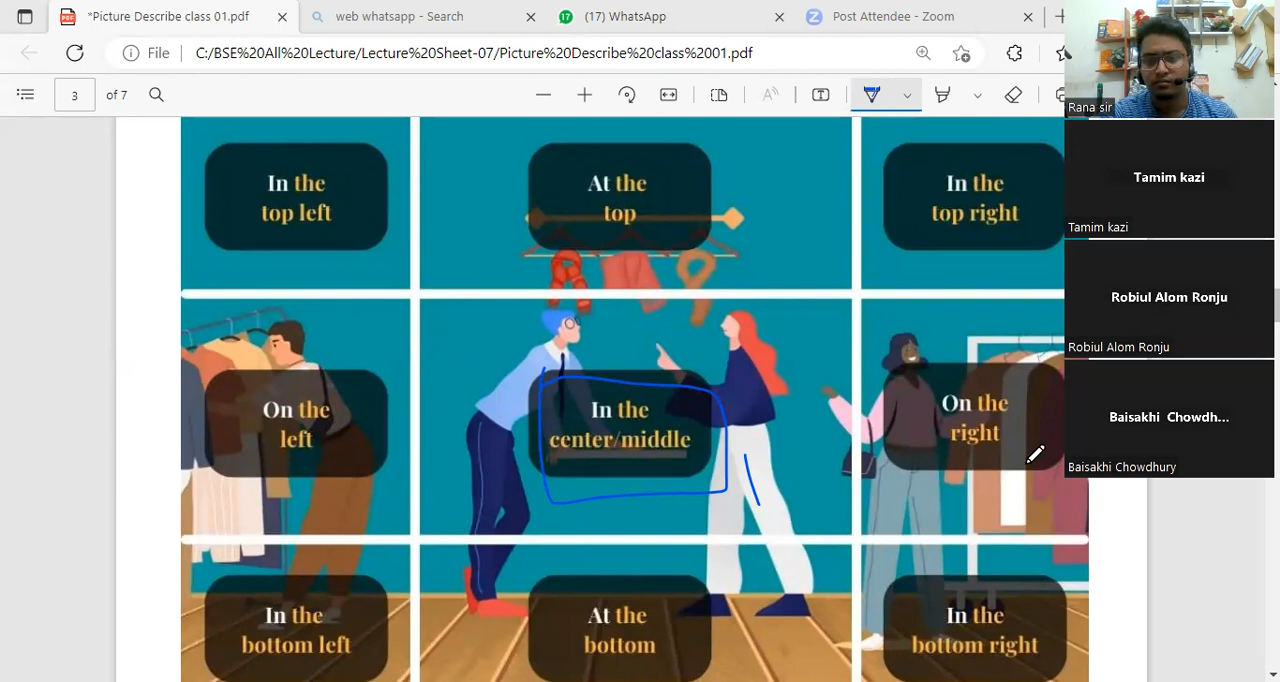 *Picture Describe class 01.pdf
web whatsapp - Search
17
(17) WhatsApp
Z
Post Attendee - Zoom
File
C:/BSE%20All%20Lecture/Lecture%20Sheet-07/Picture%20Describe%20class%2001.pdf
3
of 7
Rana sir
Tamim kazi
Tamim kazi
Robiul Alom Ronju
Robiul Alom Ronju
Baisakhi Chowdh...
Baisakhi Chowdhury
In the
top left
At the
top
In the
top right
On the
left
In the
center/middle
On the
right
In the
bottom left
At the
bottom
In the
bottom right